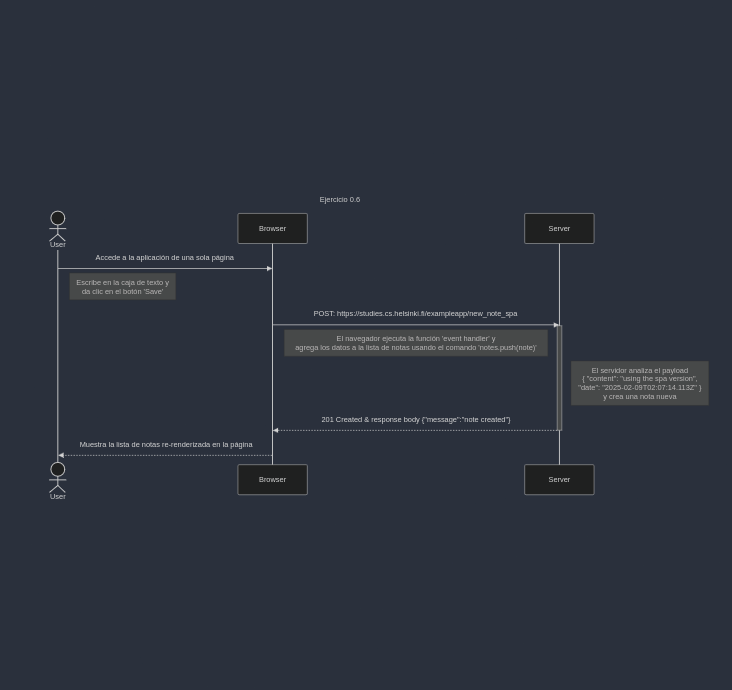 Ejercicio 0.6
User
Browser
Server
Accede a la aplicación de una sola página
Escribe en la caja de texto y
da clic en el botón 'Save'
POST: https://studies.cs.helsinki.fi/exampleapp/new_note_spa
El navegador ejecuta la función 'event handler' y
agrega los datos a la lista de notas usando el comando 'notes.push(note)'
El servidor analiza el payload
{ "content": "using the spa version",
"date": "2025-02-09T02:07:14.113Z" }
y crea una nota nueva
201 Created & response body {"message":"note created"}
Muestra la lista de notas re-renderizada en la página
User
Browser
Server